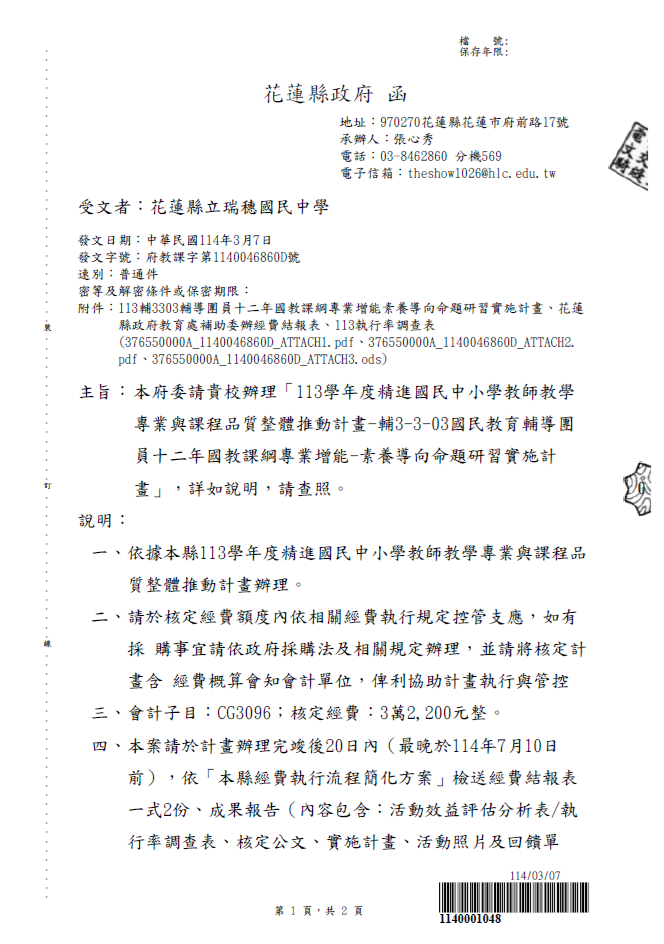 檔　　號:
保存年限:
花蓮縣政府 函
地址：970270花蓮縣花蓮市府前路17號
承辦人：張心秀
電話：03-8462860 分機569
電子信箱：theshow1026@hlc.edu.tw
受文者：花蓮縣立瑞穗國民中學
發文日期：中華民國114年3月7日
發文字號：府教課字第1140046860D號
速別：普通件
密等及解密條件或保密期限：
附件：113輔3303輔導團員十二年國教課綱專業增能素養導向命題研習實施計畫、花蓮
縣政府教育處補助委辦經費結報表、113執行率調查表
(376550000A_1140046860D_ATTACH1.pdf、376550000A_1140046860D_ATTACH2.
pdf、376550000A_1140046860D_ATTACH3.ods)
主旨：本府委請貴校辦理「113學年度精進國民中小學教師教學
專業與課程品質整體推動計畫-輔3-3-03國民教育輔導團
員十二年國教課綱專業增能-素養導向命題研習實施計
畫」，詳如說明，請查照。
說明：
一、依據本縣113學年度精進國民中小學教師教學專業與課程品
質整體推動計畫辦理。
二、請於核定經費額度內依相關經費執行規定控管支應，如有
採 購事宜請依政府採購法及相關規定辦理，並請將核定計
畫含 經費概算會知會計單位，俾利協助計畫執行與管控
三、會計子目：CG3096；核定經費：3萬2,200元整。
四、本案請於計畫辦理完竣後20日內（最晚於114年7月10日
前），依「本縣經費執行流程簡化方案」檢送經費結報表
一式2份、成果報告（內容包含：活動效益評估分析表/執
行率調查表、核定公文、實施計畫、活動照片及回饋單
裝
訂
線
114/03/07
第 1 頁，共 2 頁
1140001048